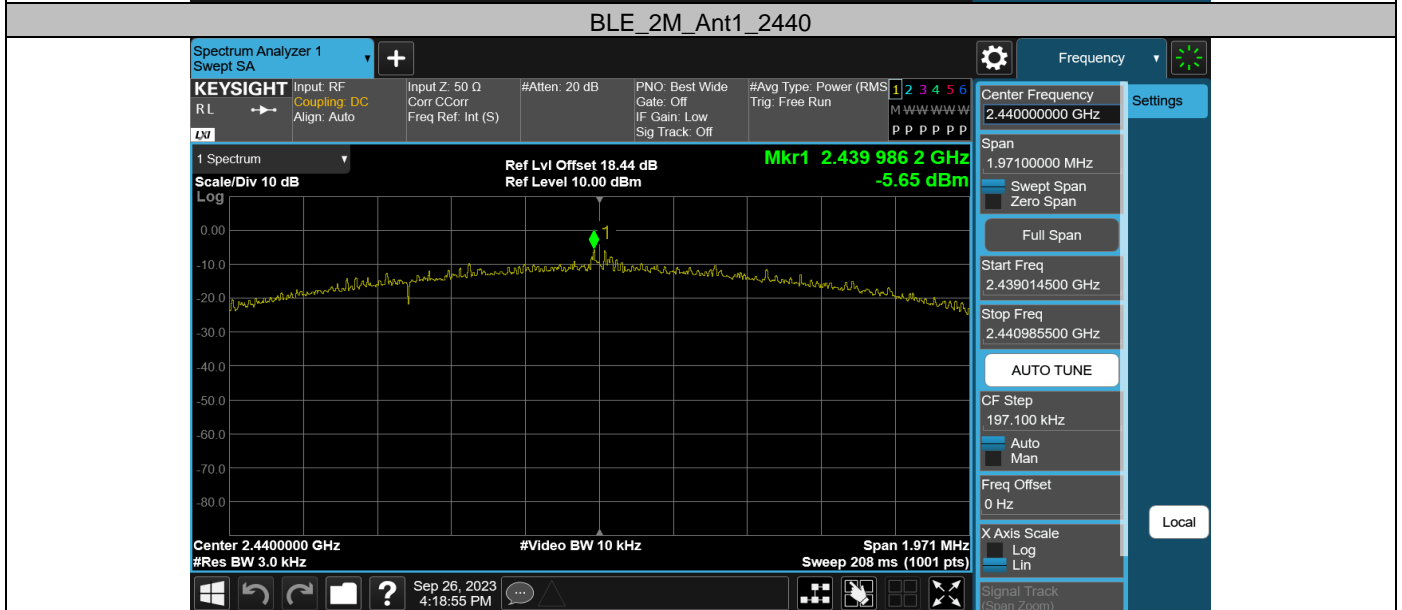 BLE_2M_Ant1_2440
Spectrum Analyzer 1
Swept SA
+
Frequency
KEYSIGHT
RL
LXI
Input: RF
Coupling: DC
Align: Auto
Input Z: 50 Ω
Corr CCorr
Freq Ref: Int (S)
#Atten: 20 dB
PNO: Best Wide
Gate: Off
IF Gain: Low
Sig Track: Off
#Avg Type: Power (RMS
Trig: Free Run
1 2 3 4 5 6
M W W W W W
P P P P P P
1 Spectrum
Scale/Div 10 dB
Log
Ref Lvl Offset 18.44 dB
Ref Level 10.00 dBm
Mkr1 2.439 986 2 GHz
-5.65 dBm
1
0.00
-10.0
-20.0
-30.0
-40.0
-50.0
-60.0
-70.0
-80.0
Center 2.4400000 GHz
#Res BW 3.0 kHz
#Video BW 10 kHz
Span 1.971 MHz
Sweep 208 ms (1001 pts)
?
Sep 26, 2023
4:18:55 PM
Center Frequency
2.440000000 GHz
Span
1.97100000 MHz
Swept Span
Zero Span
Full Span
Start Freq
2.439014500 GHz
Stop Freq
2.440985500 GHz
AUTO TUNE
CF Step
197.100 kHz
Auto
Man
Freq Offset
0 Hz
X Axis Scale
Log
Lin
Signal Track
(Span Zoom)
Settings
Local